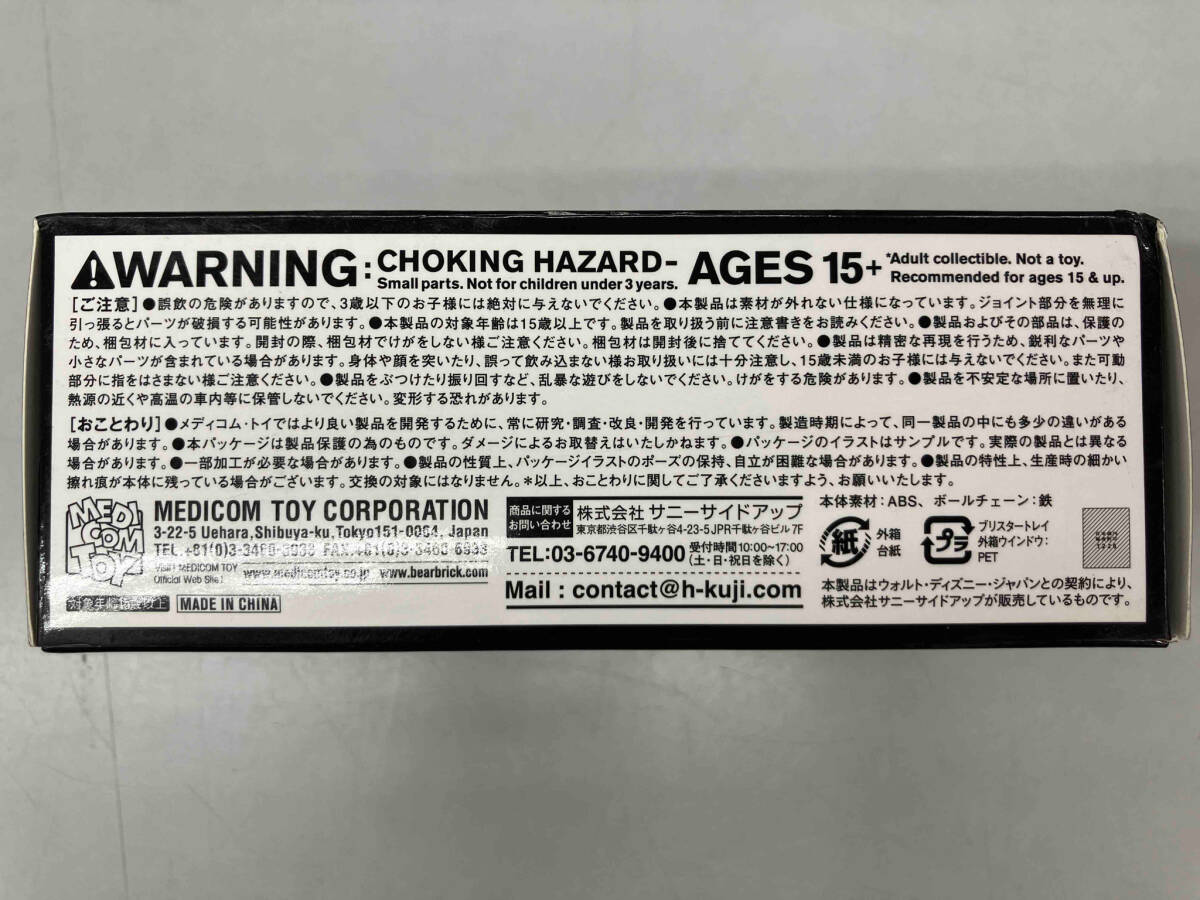 WARNING: CHOKING HAZARD-
Small parts. Not for children under 3 years.
AGES 15+
*Adult collectible. Not a toy.
Recommended for ages 15 & up.
[ご注意]●誤飲の危険がありますので、3歳以下のお子様には絶対に与えないでください。●本製品は素材が外れない仕様になっています。ジョイント部分を無理に
引っ張るとパーツが破損する可能性があります。●本製品の対象年齢は15歳以上です。製品を取り扱う前に注意書きをお読みください。●製品およびその部品は、保護の
ため、梱包材に入っています。開封の際、梱包材でけがをしない様ご注意ください。梱包材は開封後に捨ててください。●製品は精密な再現を行うため、鋭利なパーツや
小さなパーツが含まれている場合があります。身体や顔を突いたり、誤って飲み込まない様お取り扱いには十分注意し、15歳未満のお子様には与えないでください。また可動
部分に指をはさまない様ご注意ください。●製品をぶつけたり振り回すなど、乱暴な遊びをしないでください。けがをする危険があります。●製品を不安定な場所に置いたり、
熱源の近くや高温の車内等に保管しないでください。変形する恐れがあります。
[おことわり]●メディコム・トイではより良い製品を開発するために、常に研究・調査・改良・開発を行っています。製造時期によって、同一製品の中にも多少の違いがある
場合があります。●本パッケージは製品保護の為のものです。ダメージによるお取替えはいたしかねます。●パッケージのイラストはサンプルです。実際の製品とは異なる
場合があります。●一部加工が必要な場合があります。●製品の性質上、パッケージイラストのポーズの保持、自立が困難な場合があります。●製品の特性上、生産時の細かい
擦れ痕が本体に残っている場合がございます。交換の対象にはなりません。*以上、おことわりに関してご了承くださいますよう、お願いいたします。
MEDI
COM
TOY
MEDICOM TOY CORPORATION
3-22-5 Uehara,Shibuya-ku,Tokyo151-0064, Japan
VISIT MEDICOM TOY
Official Web Site!
www.medicomtoy.co.jp
www.bearbrick.com
対象年齢15歳以上
MADE IN CHINA
商品に関する
お問い合わせ
株式会社 サニーサイドアップ
東京都渋谷区千駄ヶ谷4-23-5JPR千駄ヶ谷ビル7F
TEL:03-6740-9400
受付時間10:00~17:00
(土・日・祝日を除く)
Mail : contact@h-kuji.com
本体素材:ABS、ボールチェーン:鉄
紙
外箱
台紙
プラ
ブリスタートレイ
外箱ウインドウ:
PET
本製品はウォルト・ディズニー・ジャパンとの契約により、
株式会社サニーサイドアップが販売しているものです。